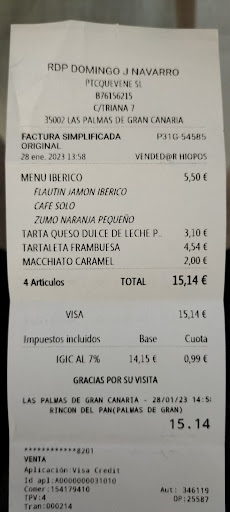 RDP DOMINGO J NAVARRO
PTCQUEVENE SL
B76156215
C/TRIANA 7
35002 LAS PALMAS DE GRAN CANARIA
FACTURA SIMPLIFICADA P31G-54585
ORIGINAL
28 ene. 2023 13:58 VENDED@R HIOPOS
MENU IBERICO 5,50 €
FLAUTIN JAMON IBERICO
CAFE SOLO
ZUMO NARANJA PEQUEÑO
TARTA QUESO DULCE DE LECHE P.. 3,10 €
TARTALETA FRAMBUESA 4,54 €
MACCHIATO CARAMEL 2,00 €
4 Artículos TOTAL 15,14 €
VISA 15,14 €
Impuestos incluidos Base Cuota
IGIC AL 7% 14,15 € 0,99 €
GRACIAS POR SU VISITA
LAS PALMAS DE GRAN CANARIA - 28/01/23 14:58
RINCON DEL PAN(PALMAS DE GRAN)
15.14
************8201
VENTA
Aplicación:Visa Credit
Id apl:A0000000031010
Comer:154179410 Aut: 346119
TPV:4 OP:25587
Tran:000214